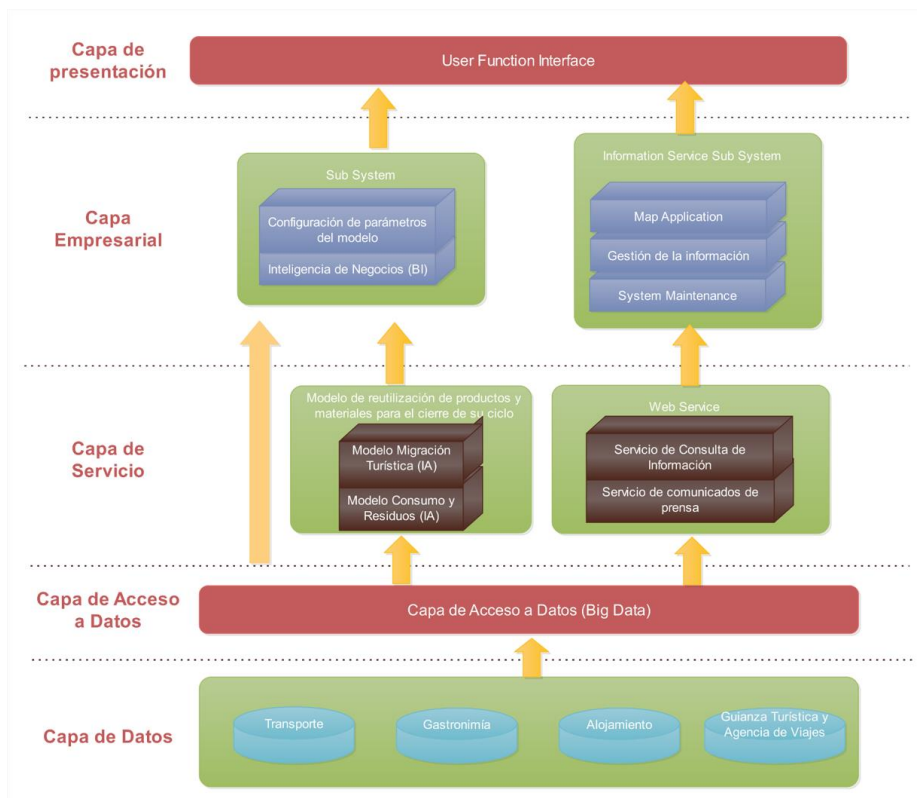 Capa de
presentación
User Function Interface
Capa
Empresarial
Sub System
Configuración de parámetros
del modelo
Inteligencia de Negocios (BI)
Information Service Sub System
Map Application
Gestión de la información
System Maintenance
Capa de
Servicio
Modelo de reutilización de productos y
materiales para el cierre de su ciclo
Modelo Migración
Turística (IA)
Modelo Consumo y
Residuos (IA)
Web Service
Servicio de Consulta de
Información
Servicio de comunicados de
prensa
Capa de Acceso
a Datos
Capa de Acceso a Datos (Big Data)
Capa de Datos
Transporte
Gastronimía
Alojamiento
Guianza Turística y
Agencia de Viajes